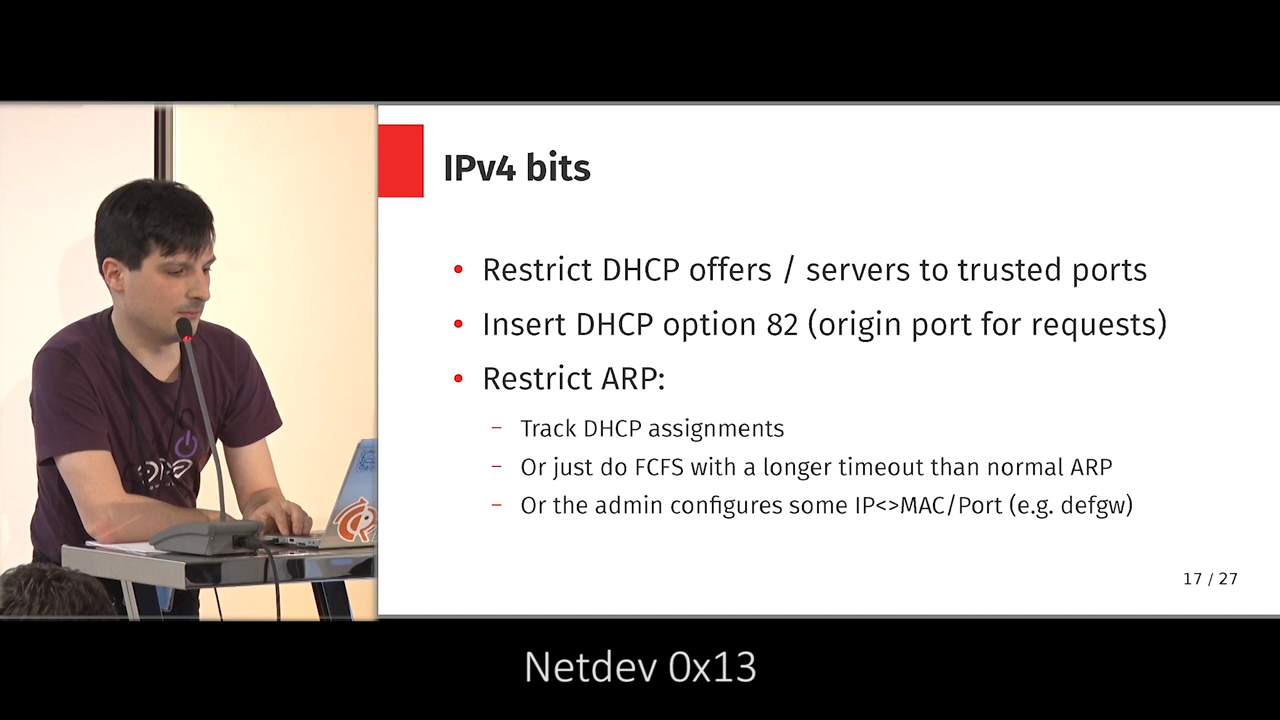 IPv4 bits
Restrict DHCP offers / servers to trusted ports
Insert DHCP option 82 (origin port for requests)
Restrict ARP:
Track DHCP assignments
Or just do FCFS with a longer timeout than normal ARP
Or the admin configures some IP<>MAC/Port (e.g. defgw)
17 / 27
Netdev 0x13